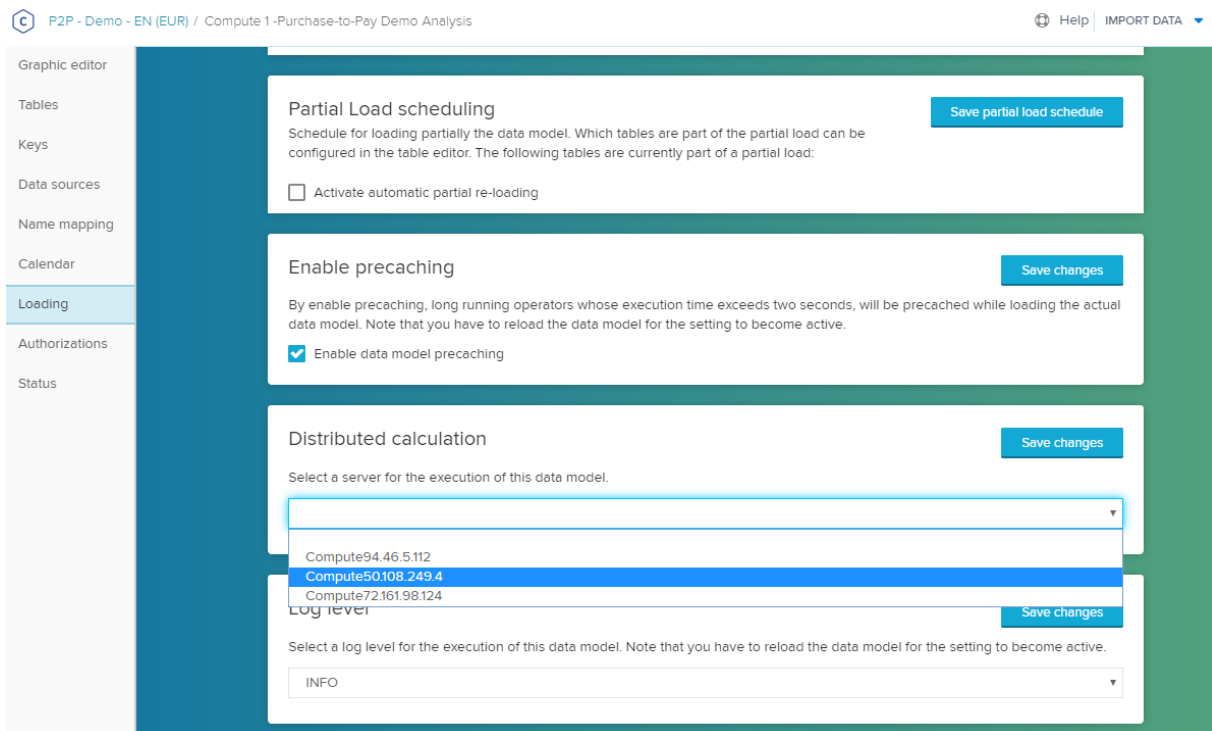 P2P - Demo - EN (EUR) / Compute 1 -Purchase-to-Pay Demo Analysis
Help
IMPORT DATA
Graphic editor
Tables
Keys
Data sources
Name mapping
Calendar
Loading
Authorizations
Status
Partial Load scheduling
Save partial load schedule
Schedule for loading partially the data model. Which tables are part of the partial load can be
configured in the table editor. The following tables are currently part of a partial load:
Activate automatic partial re-loading
Enable precaching
Save changes
By enable precaching, long running operators whose execution time exceeds two seconds, will be precached while loading the actual
data model. Note that you have to reload the data model for the setting to become active.
Enable data model precaching
Distributed calculation
Save changes
Select a server for the execution of this data model.
Compute94.46.5.112
Compute50.108.249.4
Compute72.161.98.124
Log level
Save changes
Select a log level for the execution of this data model. Note that you have to reload the data model for the setting to become active.
INFO